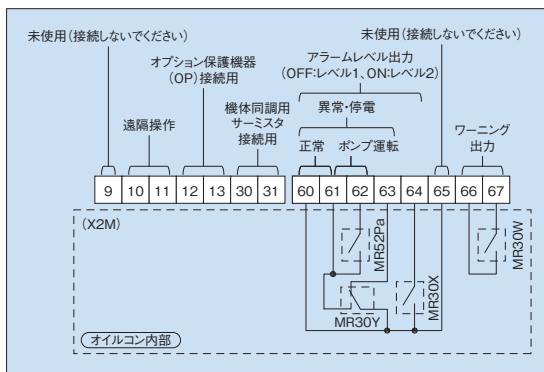 未使用(接続しないでください)
未使用(接続しないでください)
オプション保護機器
(OP)接続用
アラームレベル出力
(OFF:レベル1、ON:レベル2)
遠隔操作
機体同調用
サーミスタ
接続用
異常・停電
正常
ポンプ運転
ワーニング
出力
9 10 11 12 13 30 31 60 61 62 63 64 65 66 67
(X2M)
MR52Pa
MR30Y
MR30X
MR30W
オイルコン内部